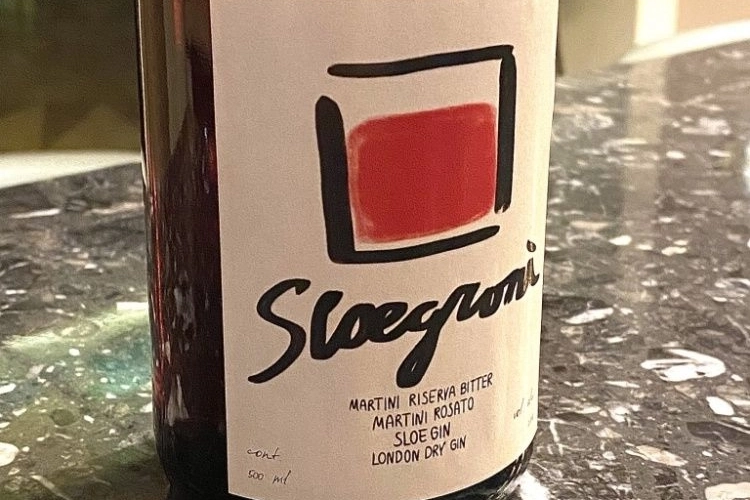 Sloegroni
MARTINI RISERVA BITTER
MARTINI ROSATO
SLOE GIN
LONDON DRY GIN
cont
500 ml